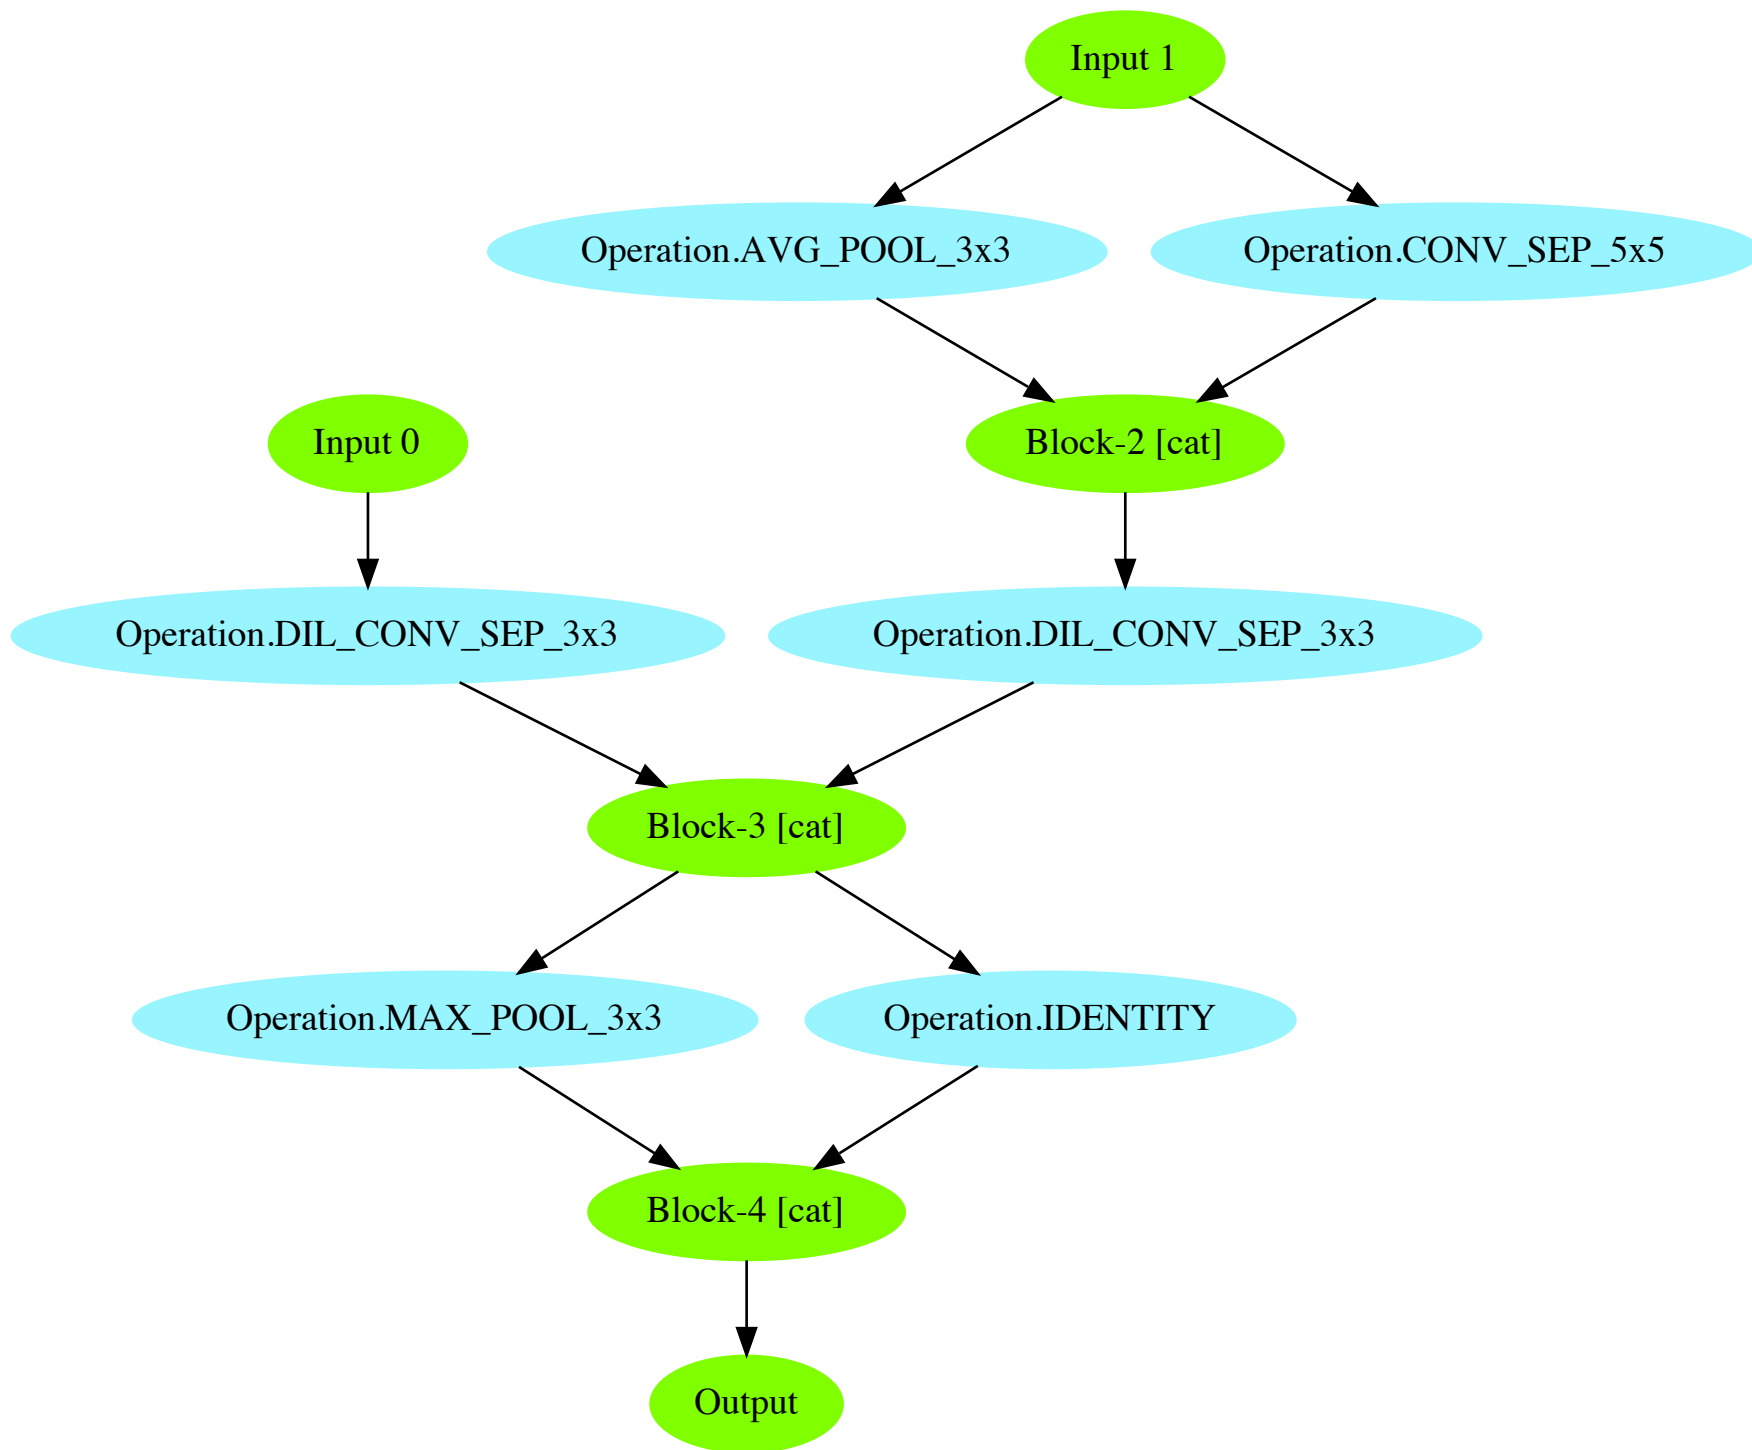 Input 1
Operation.AVG_POOL_3x3
Operation.CONV_SEP_5x5
Input 0
Block-2 [cat]
Operation.DIL_CONV_SEP_3x3
Operation.DIL_CONV_SEP_3x3
Block-3 [cat]
Operation.MAX_POOL_3x3
Operation.IDENTITY
Block-4 [cat]
Output